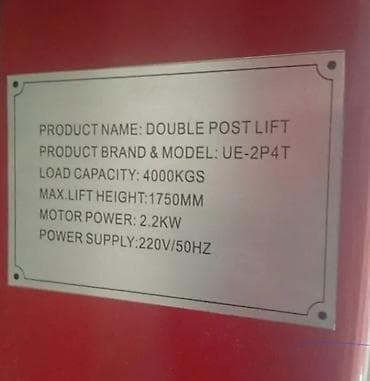 PRODUCT NAME: DOUBLE POST LIFT
PRODUCT BRAND & MODEL: UE-2P4T
LOAD CAPACITY: 4000KGS
MAX.LIFT HEIGHT:1750MM
MOTOR POWER: 2.2KW
POWER SUPPLY:220V/50HZ